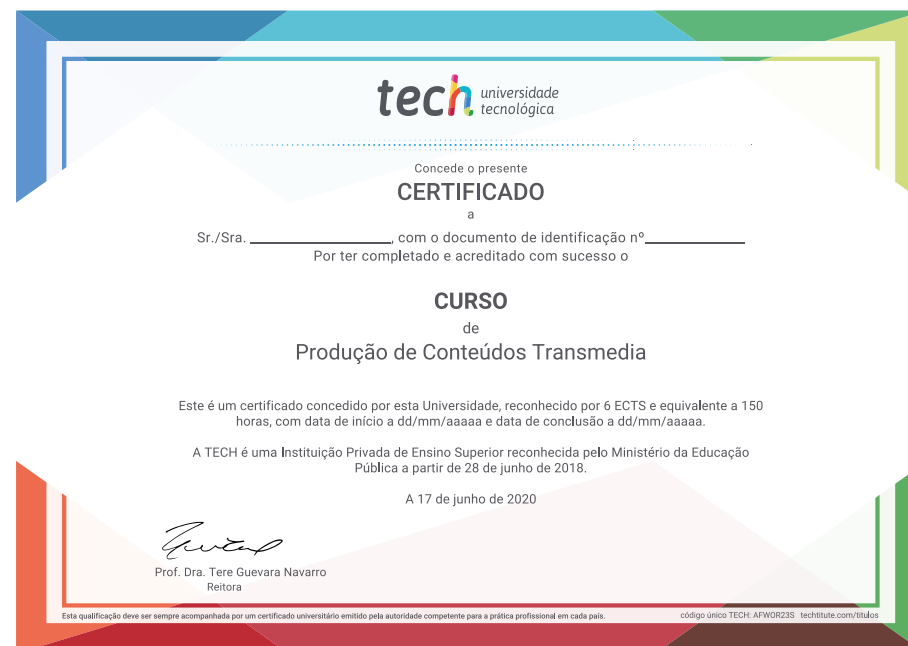 tech universidade
tecnológica
Concede o presente
CERTIFICADO
a
Sr./Sra. ____________________, com o documento de identificação nº______________
Por ter completado e acreditado com sucesso o
CURSO
de
Produção de Conteúdos Transmedia
Este é um certificado concedido por esta Universidade, reconhecido por 6 ECTS e equivalente a 150
horas, com data de início a dd/mm/aaaaa e data de conclusão a dd/mm/aaaaa.
A TECH é uma Instituição Privada de Ensino Superior reconhecida pelo Ministério da Educação
Pública a partir de 28 de junho de 2018.
A 17 de junho de 2020
Prof. Dra. Tere Guevara Navarro
Reitora
Esta qualificação deve ser sempre acompanhada por um certificado universitário emitido pela autoridade competente para a prática profissional em cada país. código único TECH: AFWOR23S techtitute.com/titulos